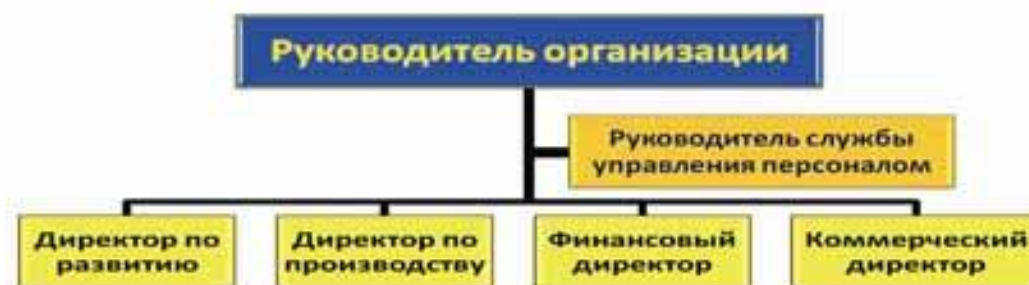 Руководитель организации
Руководитель службы
управления персоналом
Директор по
развитию
Директор по
производству
Финансовый
директор
Коммерческий
директор